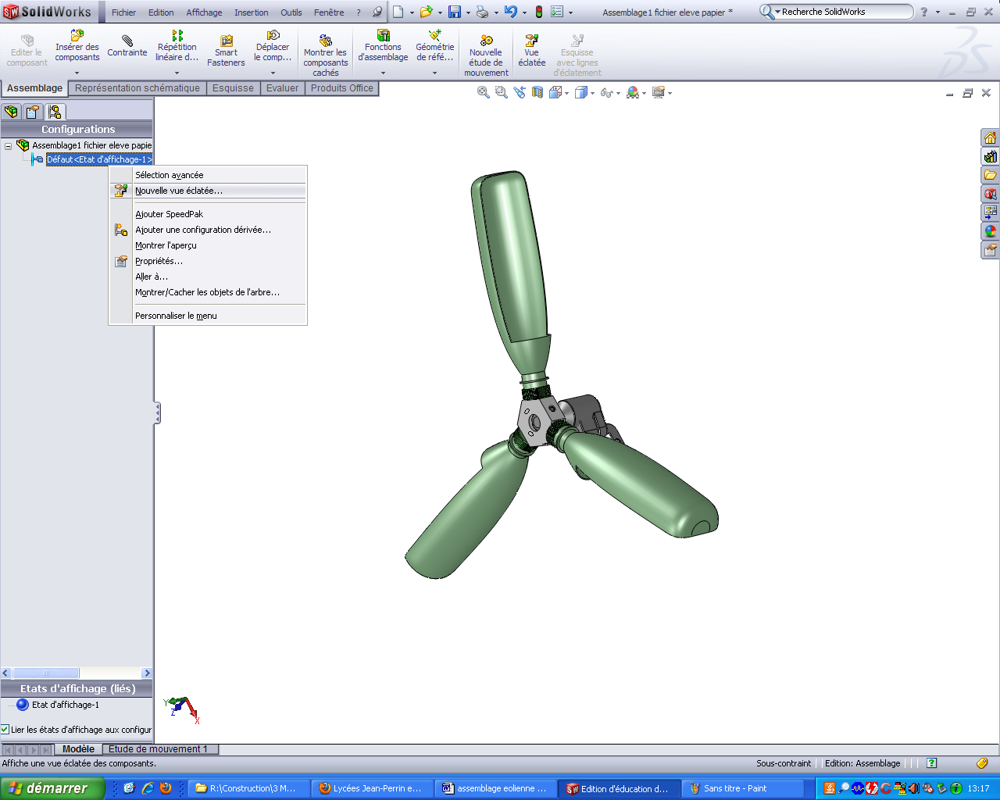 SolidWorks
Fichier Edition Affichage Insertion Outils Fenêtre ?
Assemblage1 fichier eleve papier *
Recherche SolidWorks
Editer le composant
Insérer des composants
Contrainte
Répétition linéaire d...
Smart Fasteners
Déplacer le comp...
Montrer les composants cachés
Fonctions d'assemblage
Géométrie de réfé...
Nouvelle étude de mouvement
Vue éclatée
Esquisse avec lignes d'éclatement
Assemblage Représentation schématique Esquisse Evaluer Produits Office
Configurations
Assemblage1 fichier eleve papie
Défaut<Etat d'affichage-1>
Sélection avancée
Nouvelle vue éclatée...
Ajouter SpeedPak
Ajouter une configuration dérivée...
Montrer l'aperçu
Propriétés...
Aller à...
Montrer/Cacher les objets de l'arbre...
Personnaliser le menu
Etats d'affichage (liés)
Etat d'affichage-1
Lier les états d'affichage aux configur
Y
Z
X
Modèle Etude de mouvement 1
Affiche une vue éclatée des composants.
Sous-contraint
Edition: Assemblage
démarrer
R:\Construction\3 M...
Lycées Jean-Perrin e...
assemblage eolienne ...
Edition d'éducation d...
Sans titre - Paint
13:17